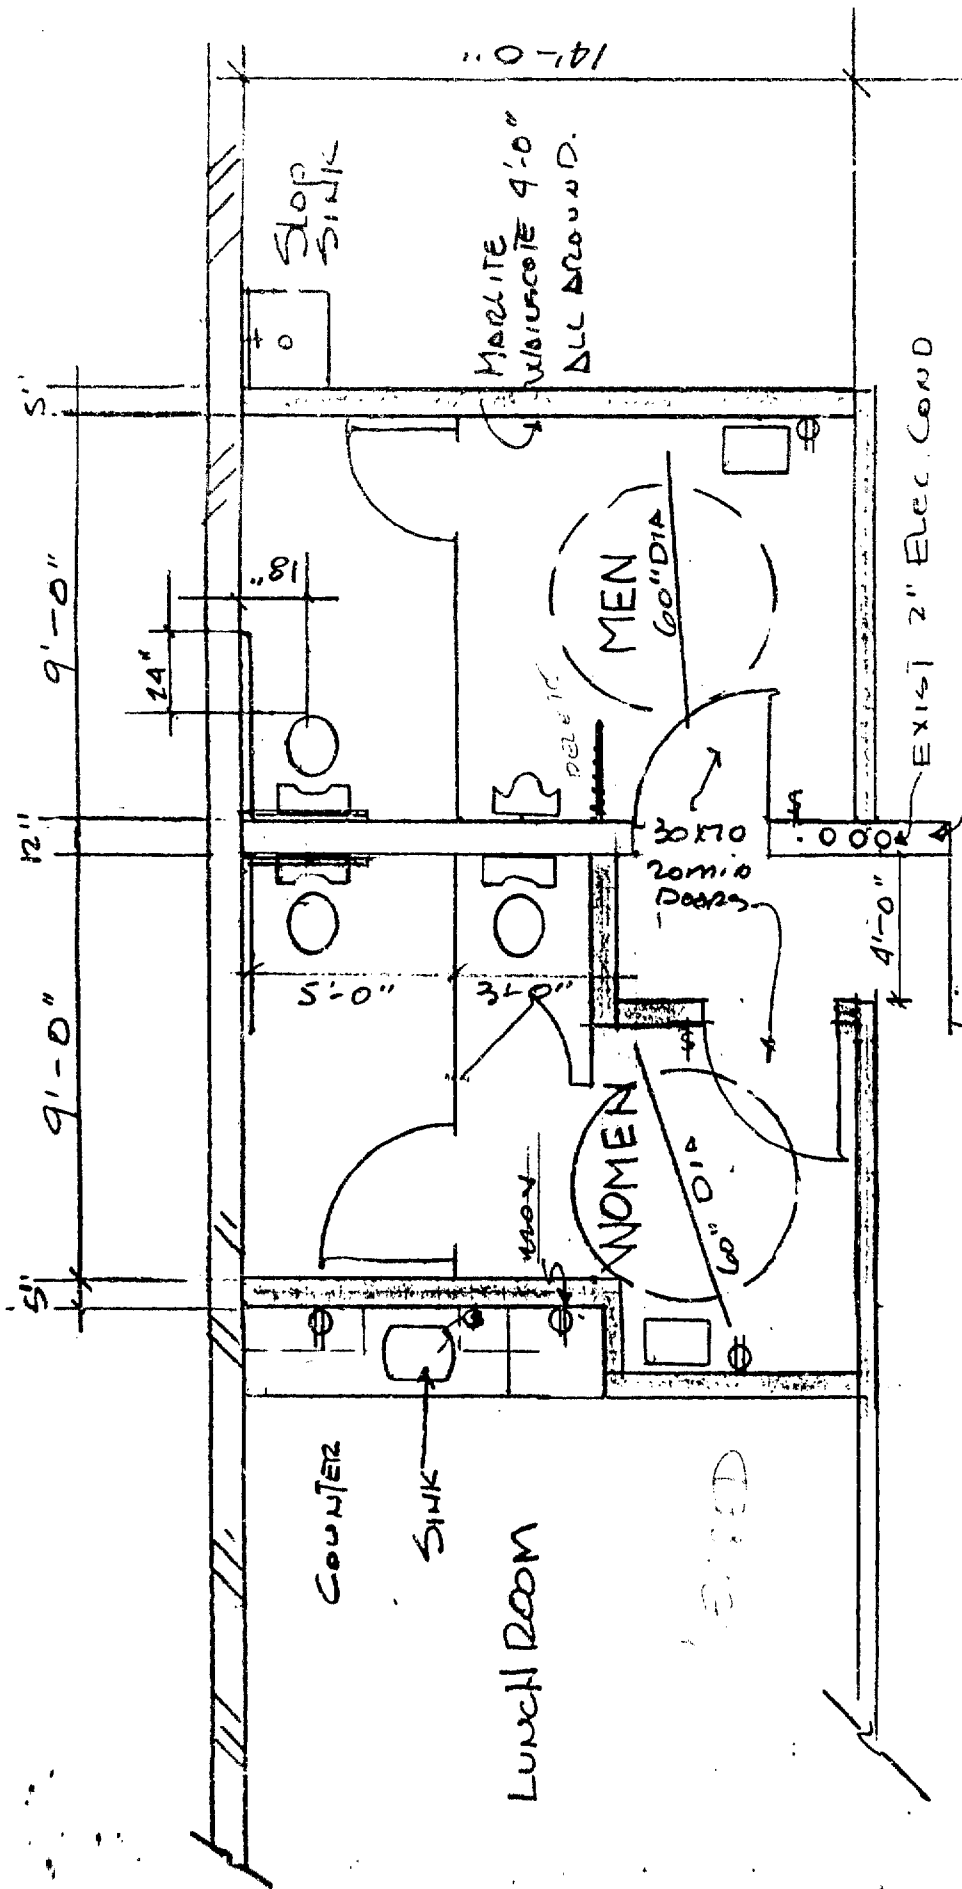 5"
9'-0"
12"
9'-0"
5"
14'-0"
24"
18"
SLOP
SINK
MARLITE
WAINSCOTE 4'-0"
ALL AROUND.
MEN
60" DIA
DELETE
30x70
20 min
DOORS
5'-0"
3'-0"
4'-0"
EXIST 2" ELEC. COND
WOMEN
60" DIA
COUNTER
SINK
LUNCH ROOM